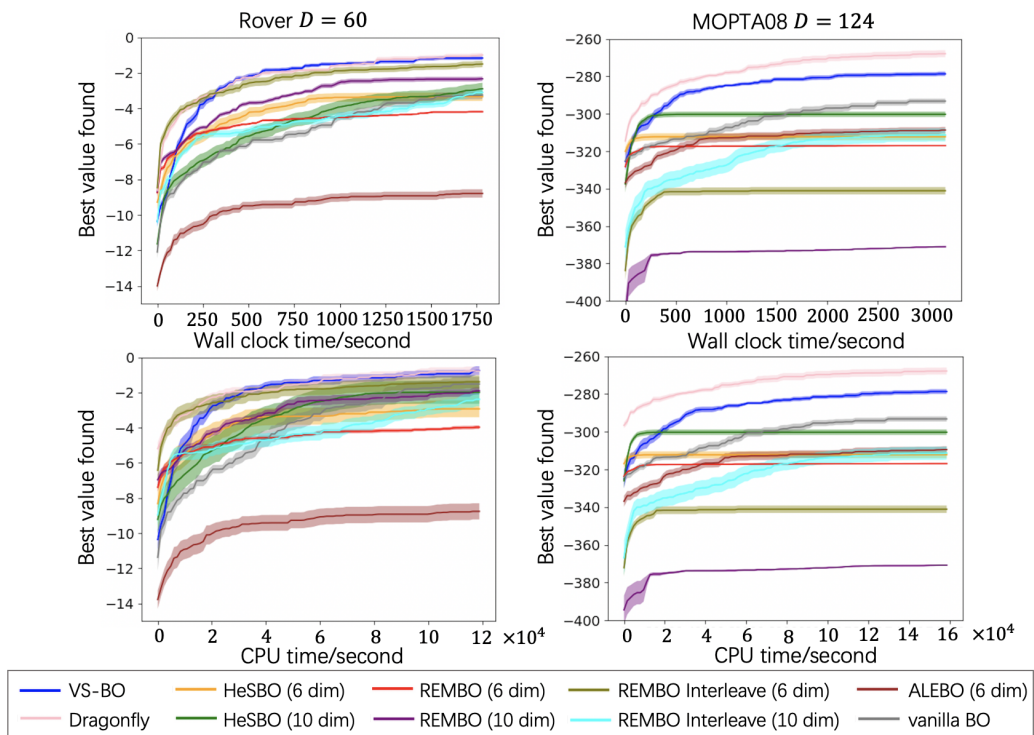 Rover D = 60
MOPTA08 D = 124
Best value found
0
−2
−4
−6
−8
−10
−12
−14
0 250 500 750 1000 1250 1500 1750
Wall clock time/second
Best value found
−260
−280
−300
−320
−340
−360
−380
−400
0 500 1000 1500 2000 2500 3000
Wall clock time/second
Best value found
0
−2
−4
−6
−8
−10
−12
−14
0 2 4 6 8 10 12 ×10⁴
CPU time/second
Best value found
−260
−280
−300
−320
−340
−360
−380
−400
0 2 4 6 8 10 12 14 16 ×10⁴
CPU time/second
VS-BO HeSBO (6 dim) REMBO (6 dim) REMBO Interleave (6 dim) ALEBO (6 dim)
Dragonfly HeSBO (10 dim) REMBO (10 dim) REMBO Interleave (10 dim) vanilla BO